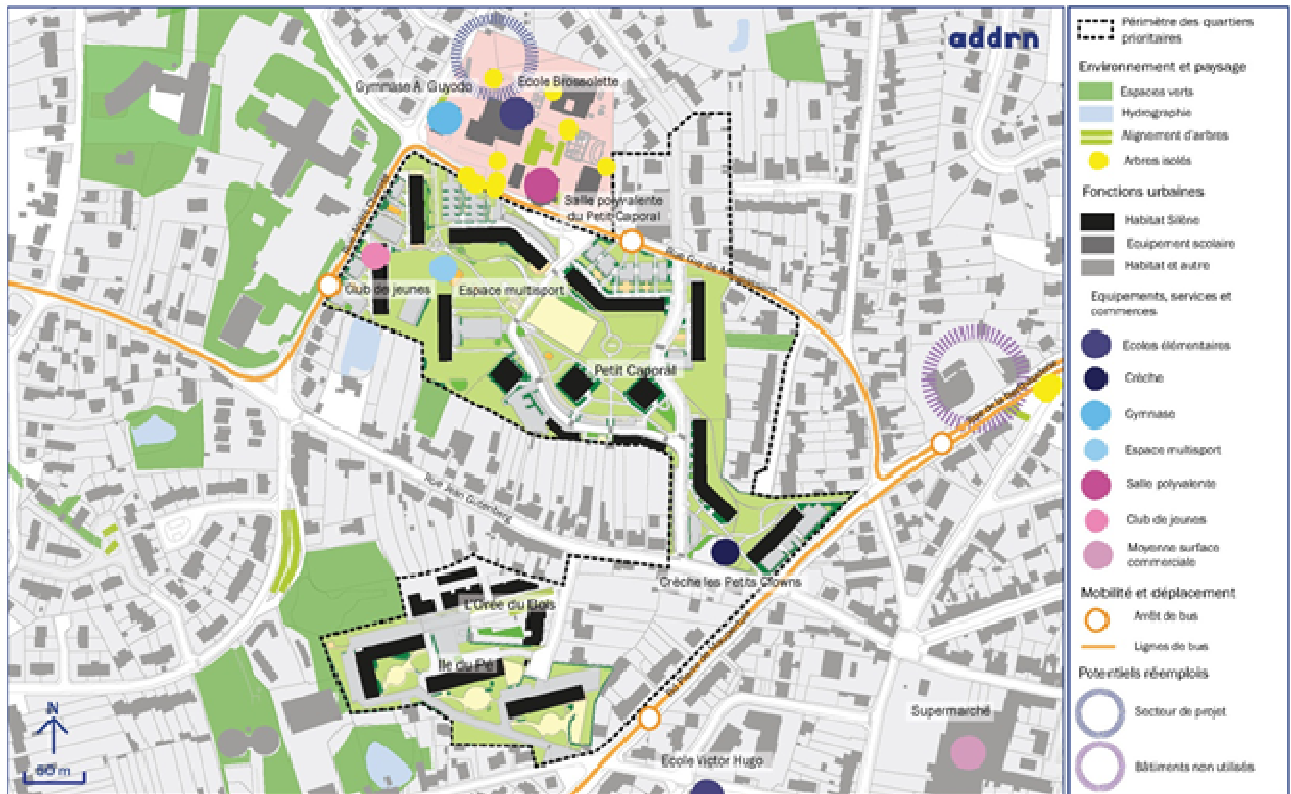 addrn
Gymnase A. Guyodo
Ecole Brossolette
Salle polyvalente
du Petit Caporal
Club de jeunes
Espace multisport
Petit Caporal
Rue Jean Gutenberg
Crèche les Petits Clowns
L'Orée du Bois
Ile du Pé
Supermarché
Ecole Victor Hugo
N
60 m
Périmètre des quartiers
prioritaires
Environnement et paysage
Espaces verts
Hydrographie
Alignement d'arbres
Arbres isolés
Fonctions urbaines
Habitat Silène
Equipement scolaire
Habitat et autre
Equipements, services et
commerces
Ecoles élémentaires
Crèche
Gymnase
Espace multisport
Salle polyvalente
Club de jeunes
Moyenne surface
commerciale
Mobilité et déplacement
Arrêt de bus
Lignes de bus
Potentiels réemplois
Secteur de projet
Bâtiments non utilisés